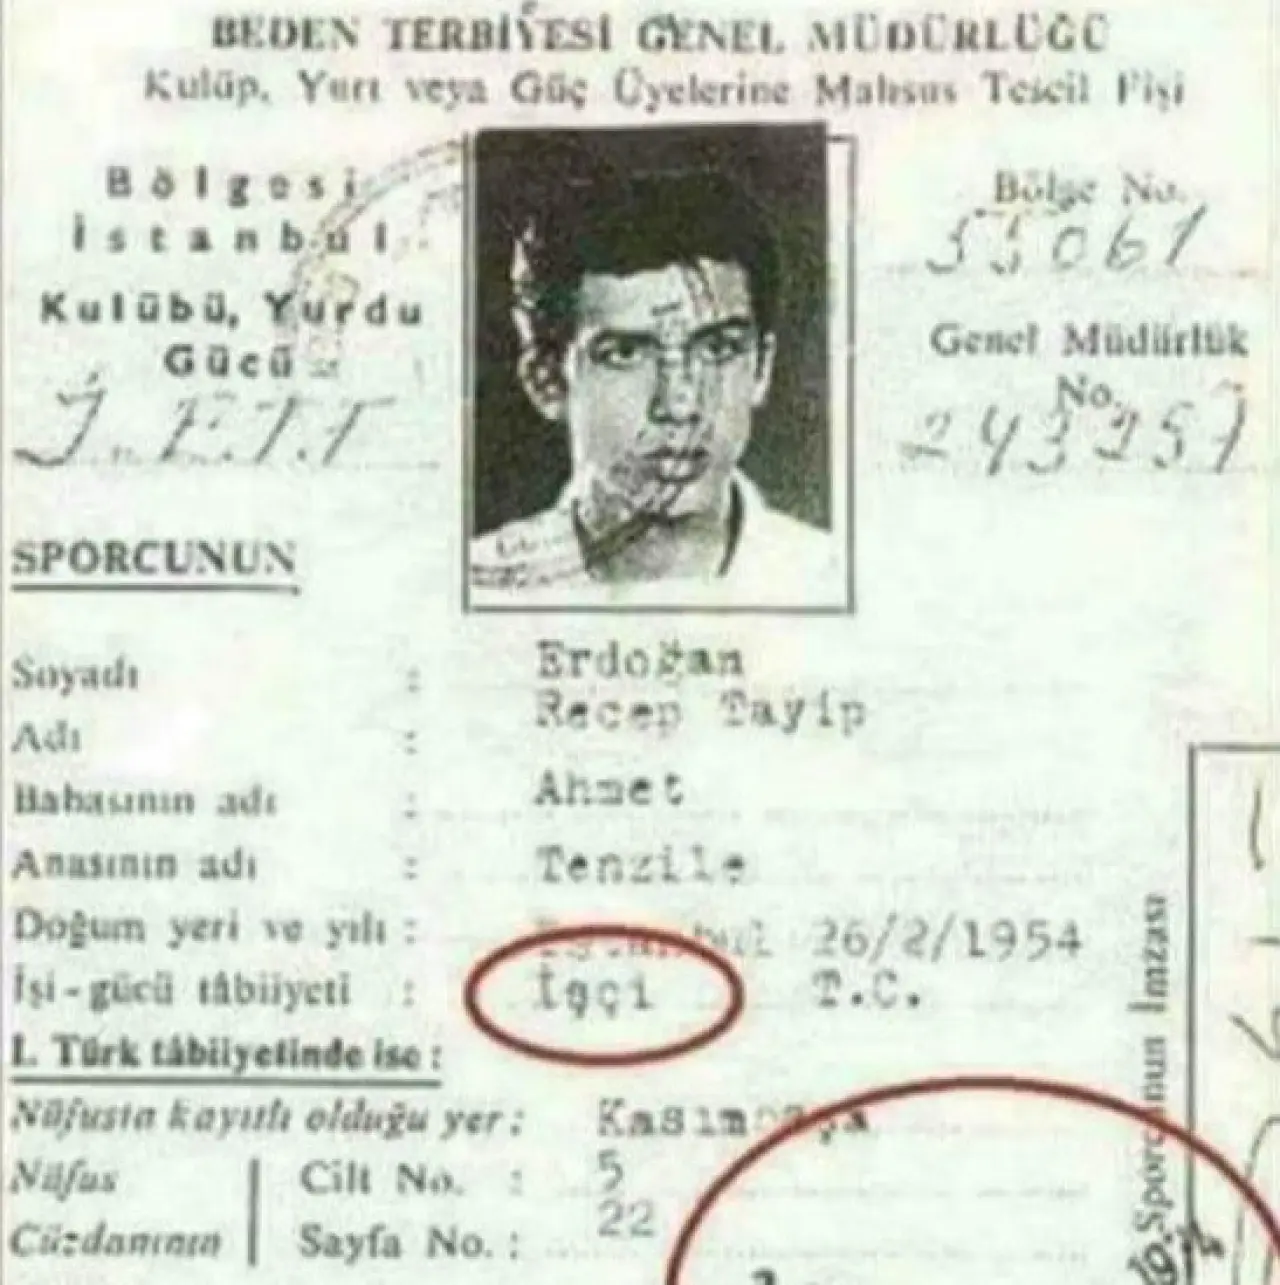 BEDEN TERBİYESİ GENEL MÜDÜRLÜĞÜ
Kulüp, Yurt veya Güç Üyelerine Mahsus Tescil Fişi
Bölgesi
İstanbul
Kulübü, Yurdu
Gücü
İ.E.T.T
Bölge No.
55061
Genel Müdürlük
No.
243257
SPORCUNUN
Soyadı : Erdoğan
Adı : Recep Tayip
Babasının adı : Ahmet
Anasının adı : Tenzile
Doğum yeri ve yılı : İstanbul 26/2/1954
İşi-gücü tâbiiyeti : İşçi T.C.
I. Türk tâbiiyetinde ise :
Nüfusta kayıtlı olduğu yer : Kasımpaşa
Nüfus Cüzdanının
Cilt No. : 5
Sayfa No. : 22
Sporcunun İmzası